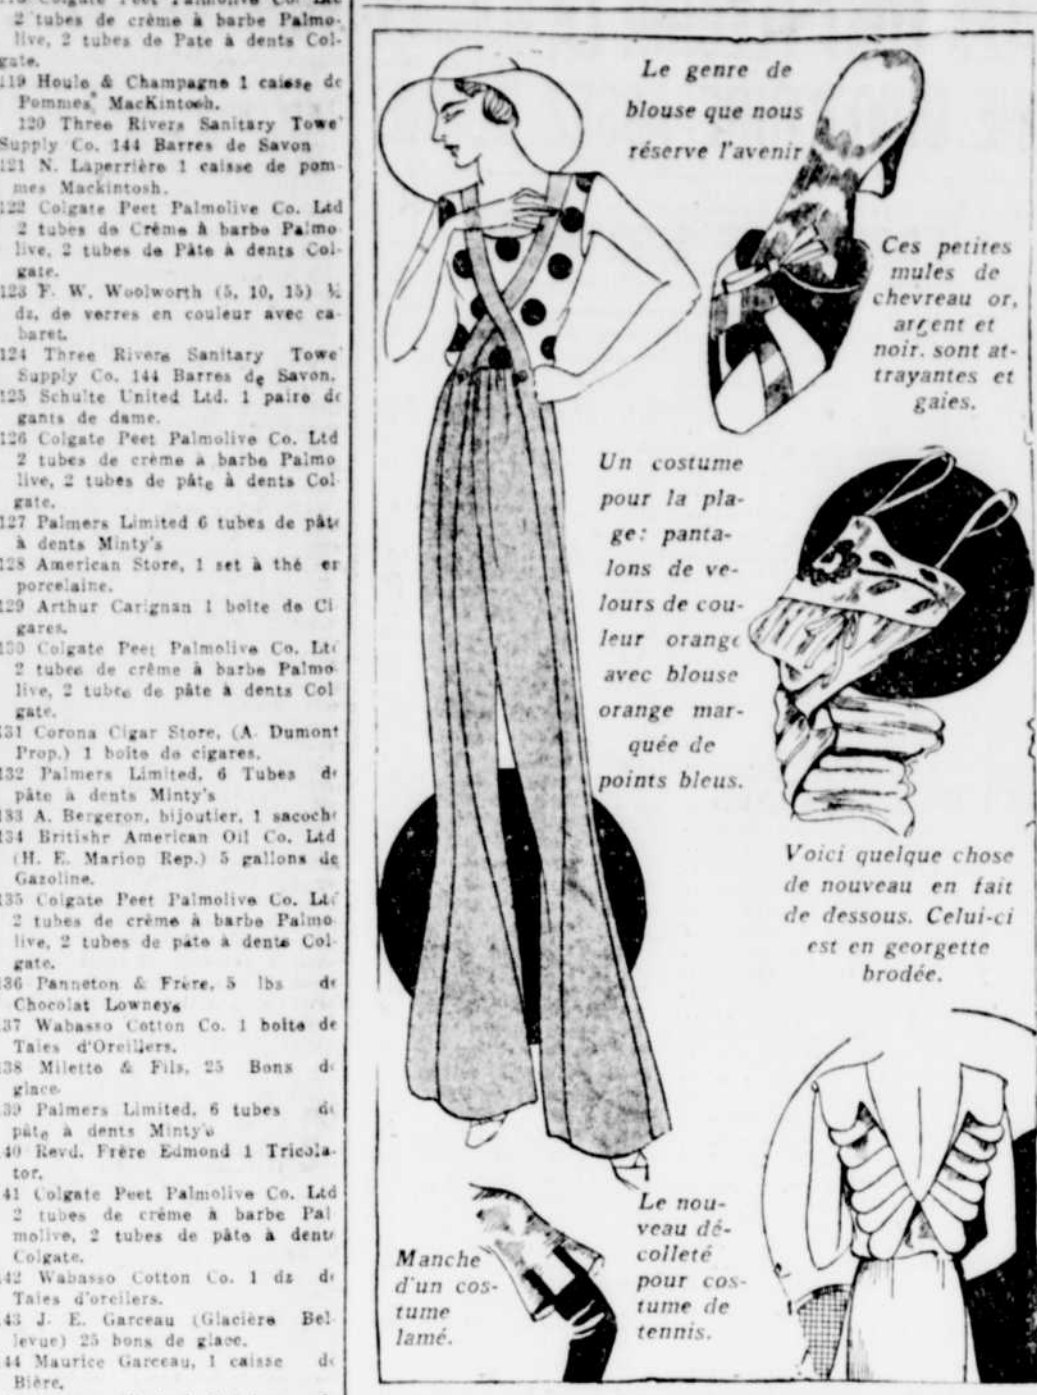 2 tubes de crème à barbe Palmo-
live, 2 tubes de Pate à dents Col-
gate.
119 Houle & Champagne 1 caisse de
Pommes MacKintosh.
120 Three Rivers Sanitary Towe
Supply Co. 144 Barres de Savon
121 N. Laperrière 1 caisse de pom-
mes Mackintosh.
122 Colgate Peet Palmolive Co. Ltd
2 tubes de Crême à barbe Palmo
live, 2 tubes de Pâte à dents Col-
gate.
123 F. W. Woolworth (5, 10, 15) ½
dz, de verres en couleur avec ca-
baret.
124 Three Rivers Sanitary Towe
Supply Co. 144 Barres de Savon.
125 Schulte United Ltd. 1 paire de
gants de dame.
126 Colgate Peet Palmolive Co. Ltd
2 tubes de crème a barbe Palmo
live, 2 tubes de pâte à dents Col
gate.
127 Palmers Limited 6 tubes de pâte
à dents Minty's
128 American Store, 1 set à thé er
porcelaine.
129 Arthur Carignan 1 boite de Ci
gares.
130 Colgate Peet Palmolive Co. Ltd
2 tubes de crême à barbe Palmo
live, 2 tubes de pâte à dents Col
gate.
131 Corona Cigar Store, (A. Dumont
Prop.) 1 boite de cigares.
132 Palmers Limited, 6 Tubes de
pâte à dents Minty's
133 A. Bergeron, bijoutier, 1 sacoche
134 Britishr American Oil Co. Ltd
(H. E. Marion Rep.) 5 gallons de
Gazoline.
135 Colgate Peet Palmolive Co. Ltd
2 tubes de crème à barbe Palmo
live, 2 tubes de pâte à dents Col-
gate.
136 Panneton & Frère, 5 lbs de
Chocolat Lowneys
137 Wabasso Cotton Co. 1 boite de
Taies d'Oreillers.
138 Milette & Fils, 25 Bons de
glace.
139 Palmers Limited, 6 tubes de
pâte à dents Minty's
40 Revd. Frère Edmond 1 Tricola-
tor.
41 Colgate Peet Palmolive Co. Ltd
2 tubes de crême à barbe Pal
molive, 2 tubes de pâte à dents
Colgate.
42 Wabasso Cotton Co. 1 dz de
Taies d'orcilers.
43 J. E. Garceau (Glacière Bel
levue) 25 bons de glace.
44 Maurice Garceau, 1 caisse de
Bière.
Le genre de
blouse que nous
réserve l'avenir
Ces petites
mules de
chevreau or,
argent et
noir. sont at-
trayantes et
gaies.
Un costume
pour la pla-
ge: panta-
lons de ve-
lours de cou-
leur orange
avec blouse
orange mar-
quée de
points bleus.
Voici quelque chose
de nouveau en fait
de dessous. Celui-ci
est en georgette
brodée.
Manche
d'un cos-
tume
lamé.
Le nou-
veau dé-
colleté
pour cos-
tume de
tennis.